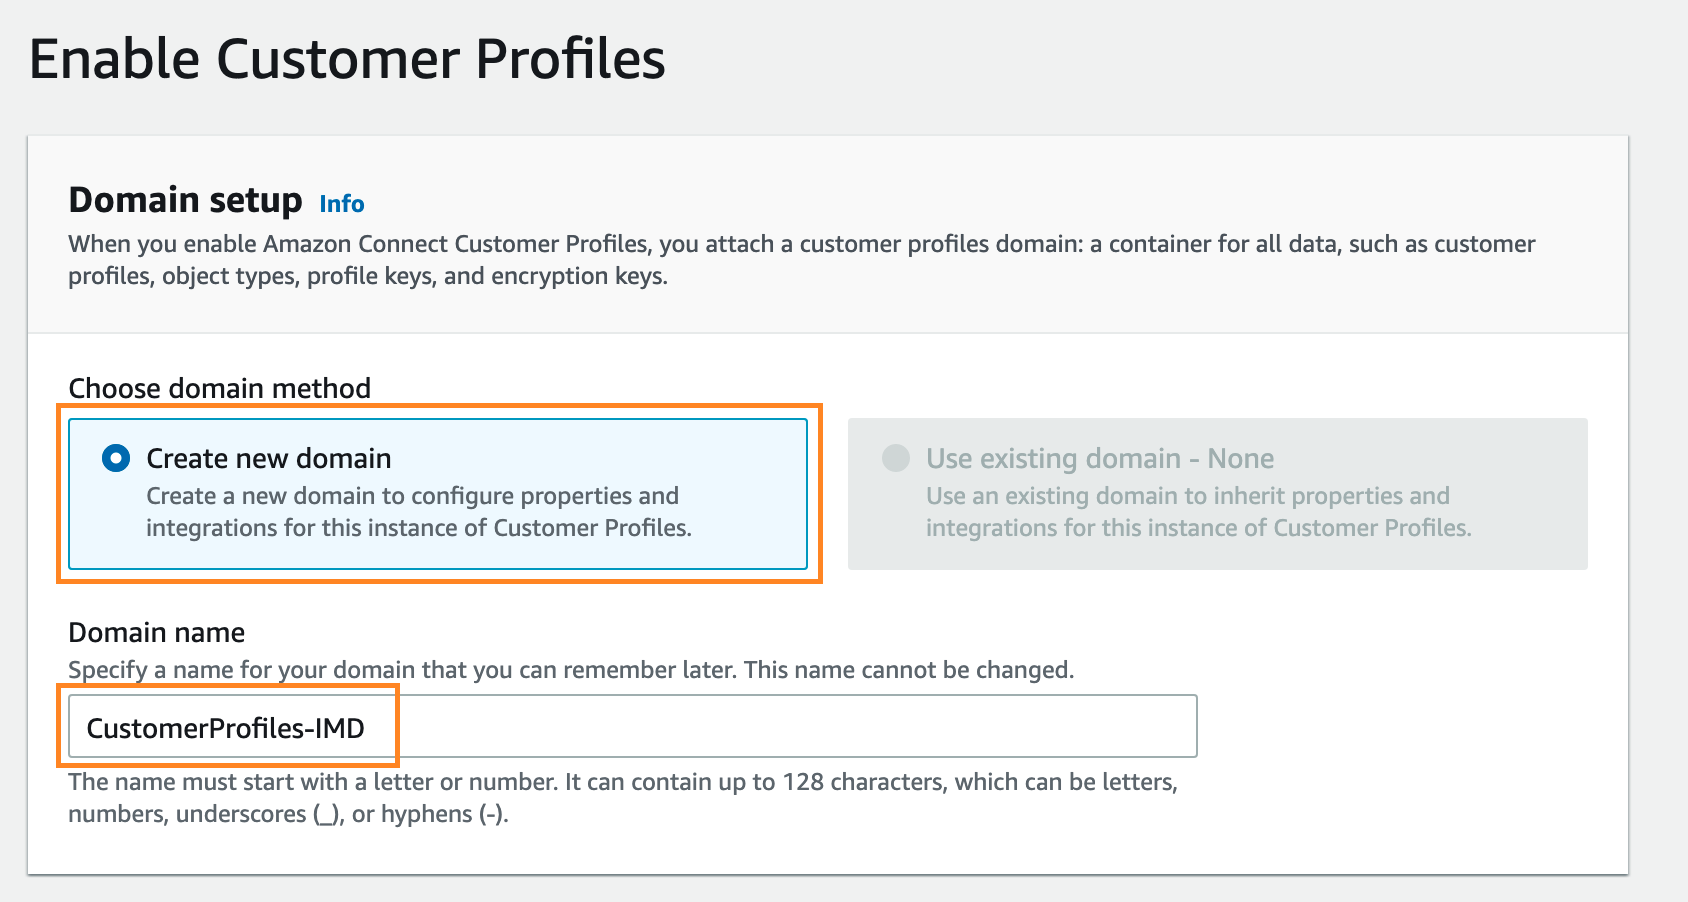 Enable Customer Profiles
Domain setup Info
When you enable Amazon Connect Customer Profiles, you attach a customer profiles domain: a container for all data, such as customer
profiles, object types, profile keys, and encryption keys.
Choose domain method
Create new domain
Create a new domain to configure properties and
integrations for this instance of Customer Profiles.
Use existing domain - None
Use an existing domain to inherit properties and
integrations for this instance of Customer Profiles.
Domain name
Specify a name for your domain that you can remember later. This name cannot be changed.
CustomerProfiles-IMD
The name must start with a letter or number. It can contain up to 128 characters, which can be letters,
numbers, underscores (_), or hyphens (-).